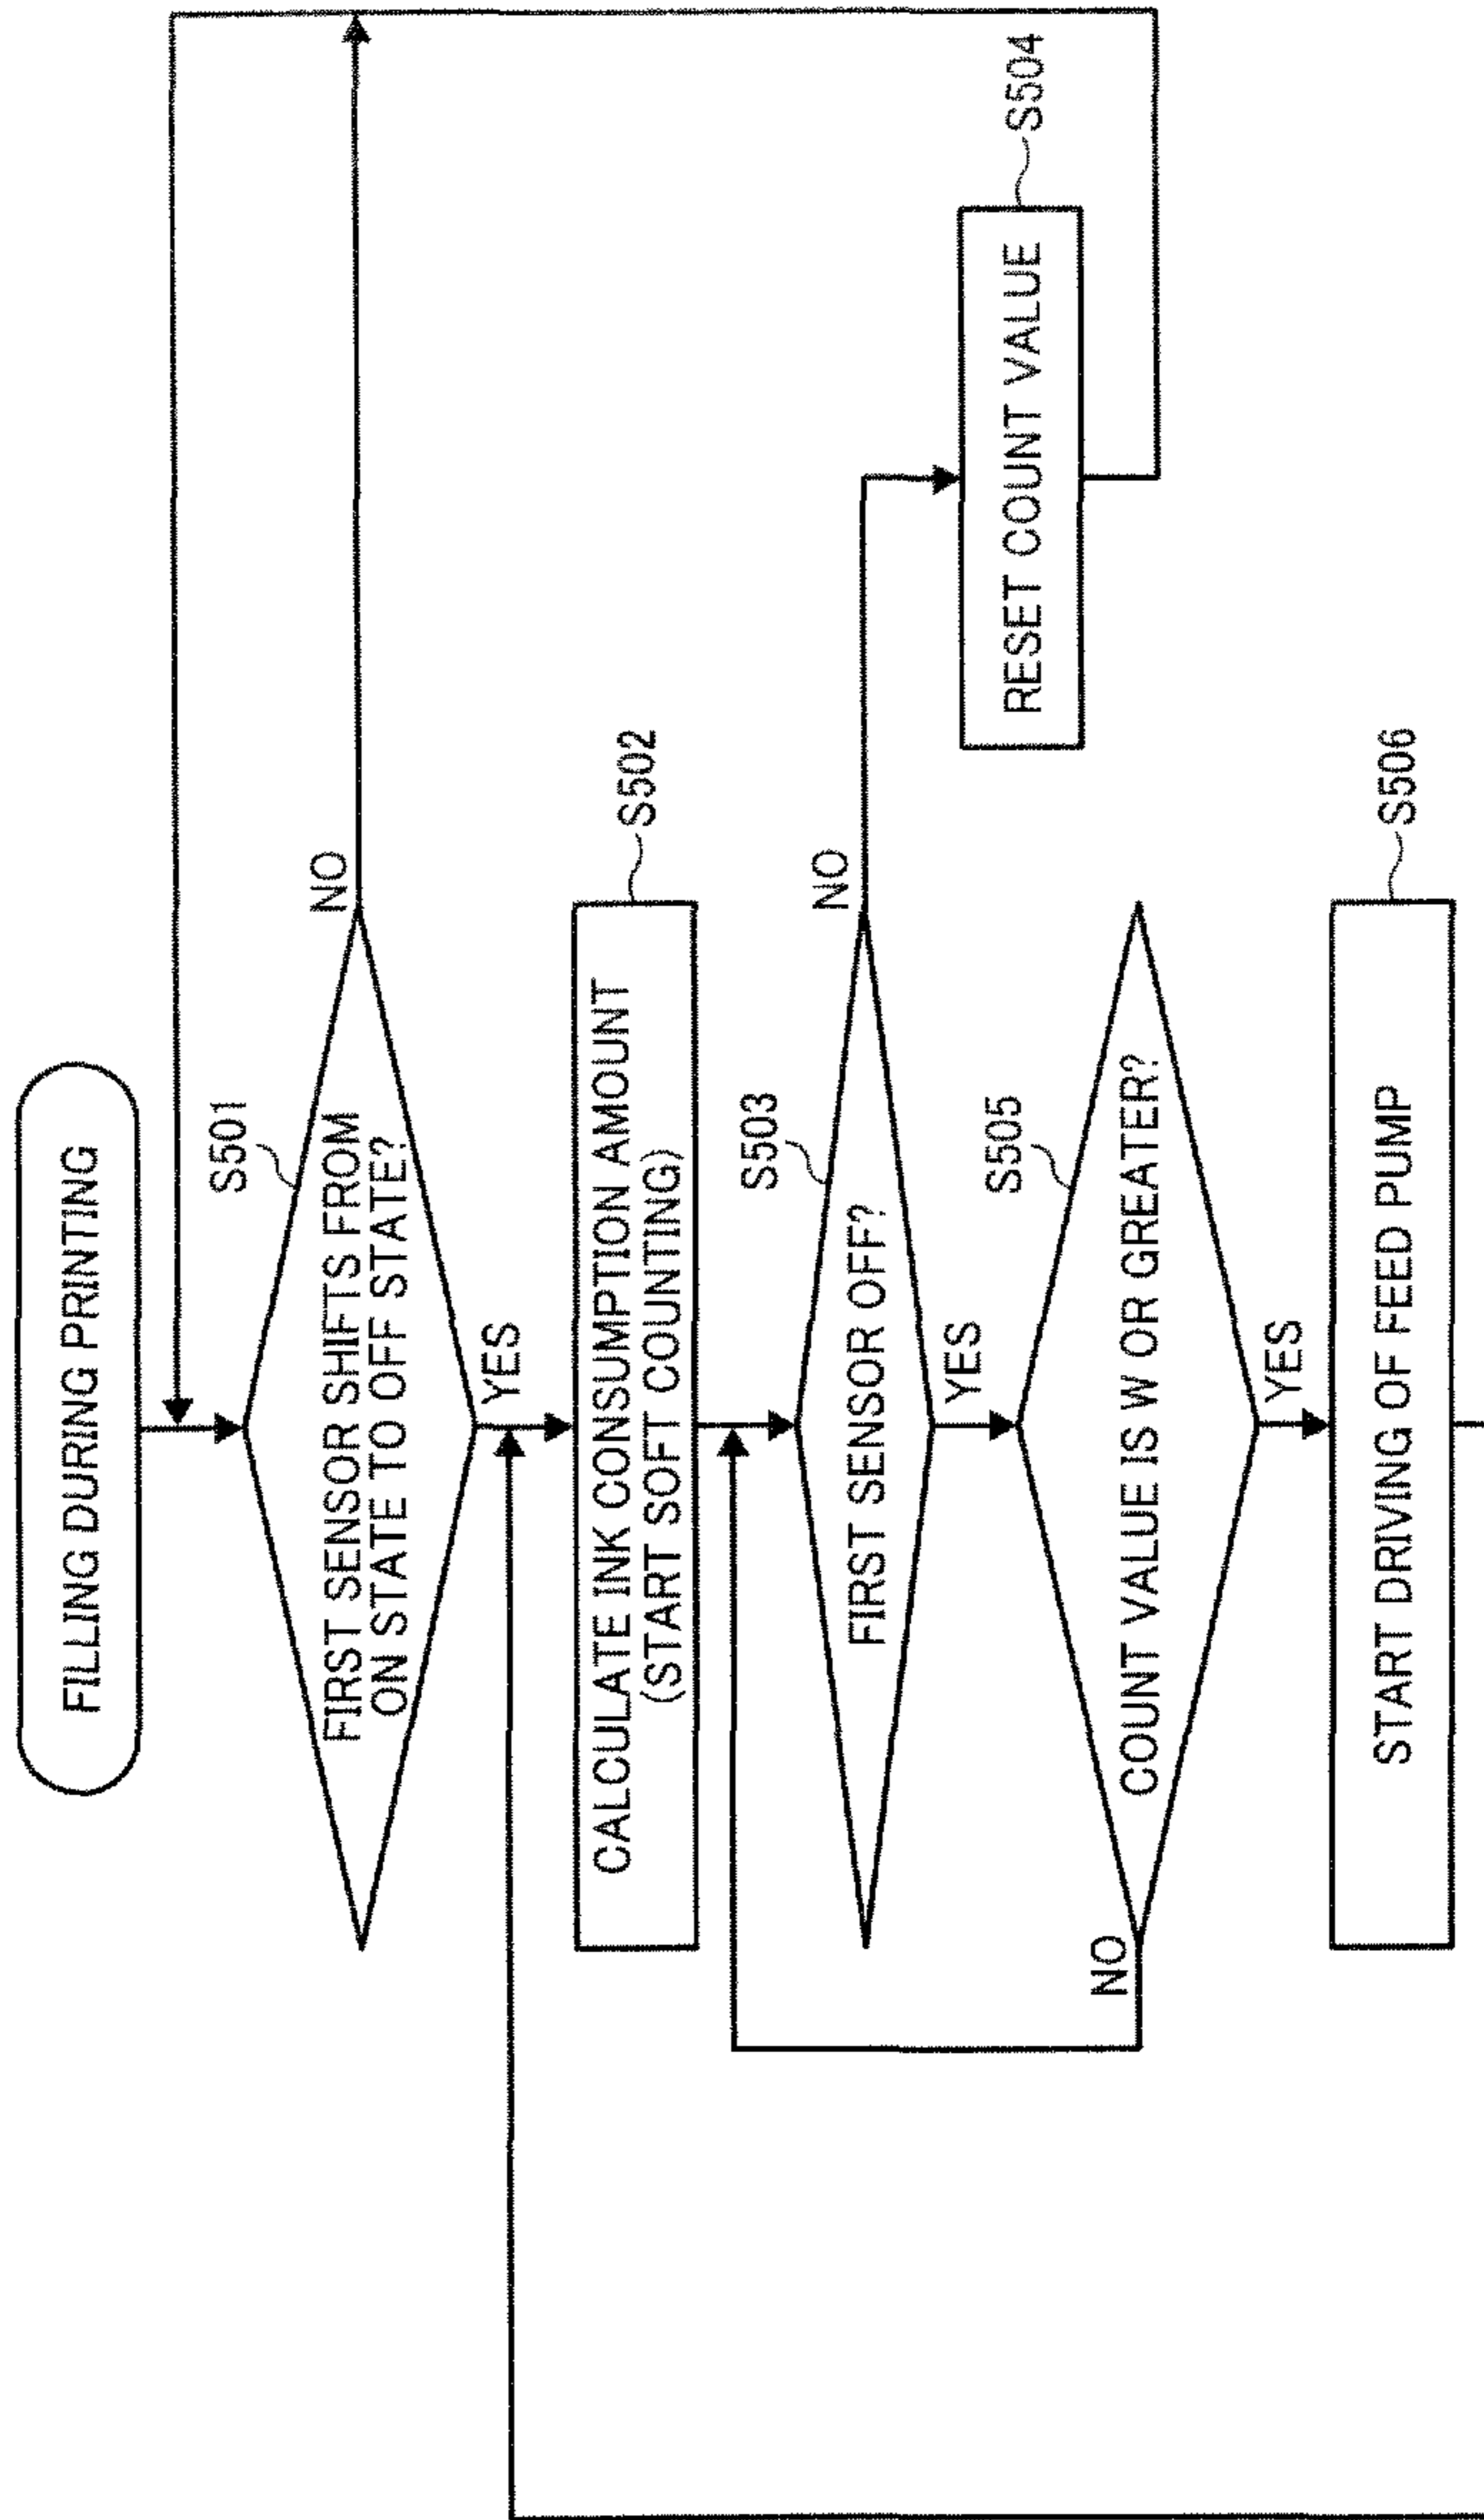 FILLING DURING PRINTING
S501
FIRST SENSOR SHIFTS FROM
ON STATE TO OFF STATE?
NO
YES
S502
CALCULATE INK CONSUMPTION AMOUNT
(START SOFT COUNTING)
S503
FIRST SENSOR OFF?
NO
YES
S504
RESET COUNT VALUE
S505
COUNT VALUE IS W OR GREATER?
NO
YES
S506
START DRIVING OF FEED PUMP